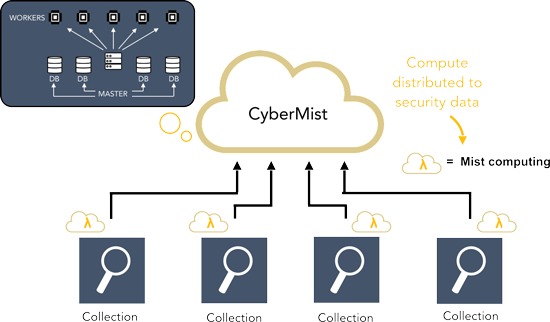 WORKERS
DB
DB
DB
DB
MASTER
CyberMist
Compute
distributed to
security data
λ = Mist computing
λ
λ
λ
λ
Collection
Collection
Collection
Collection